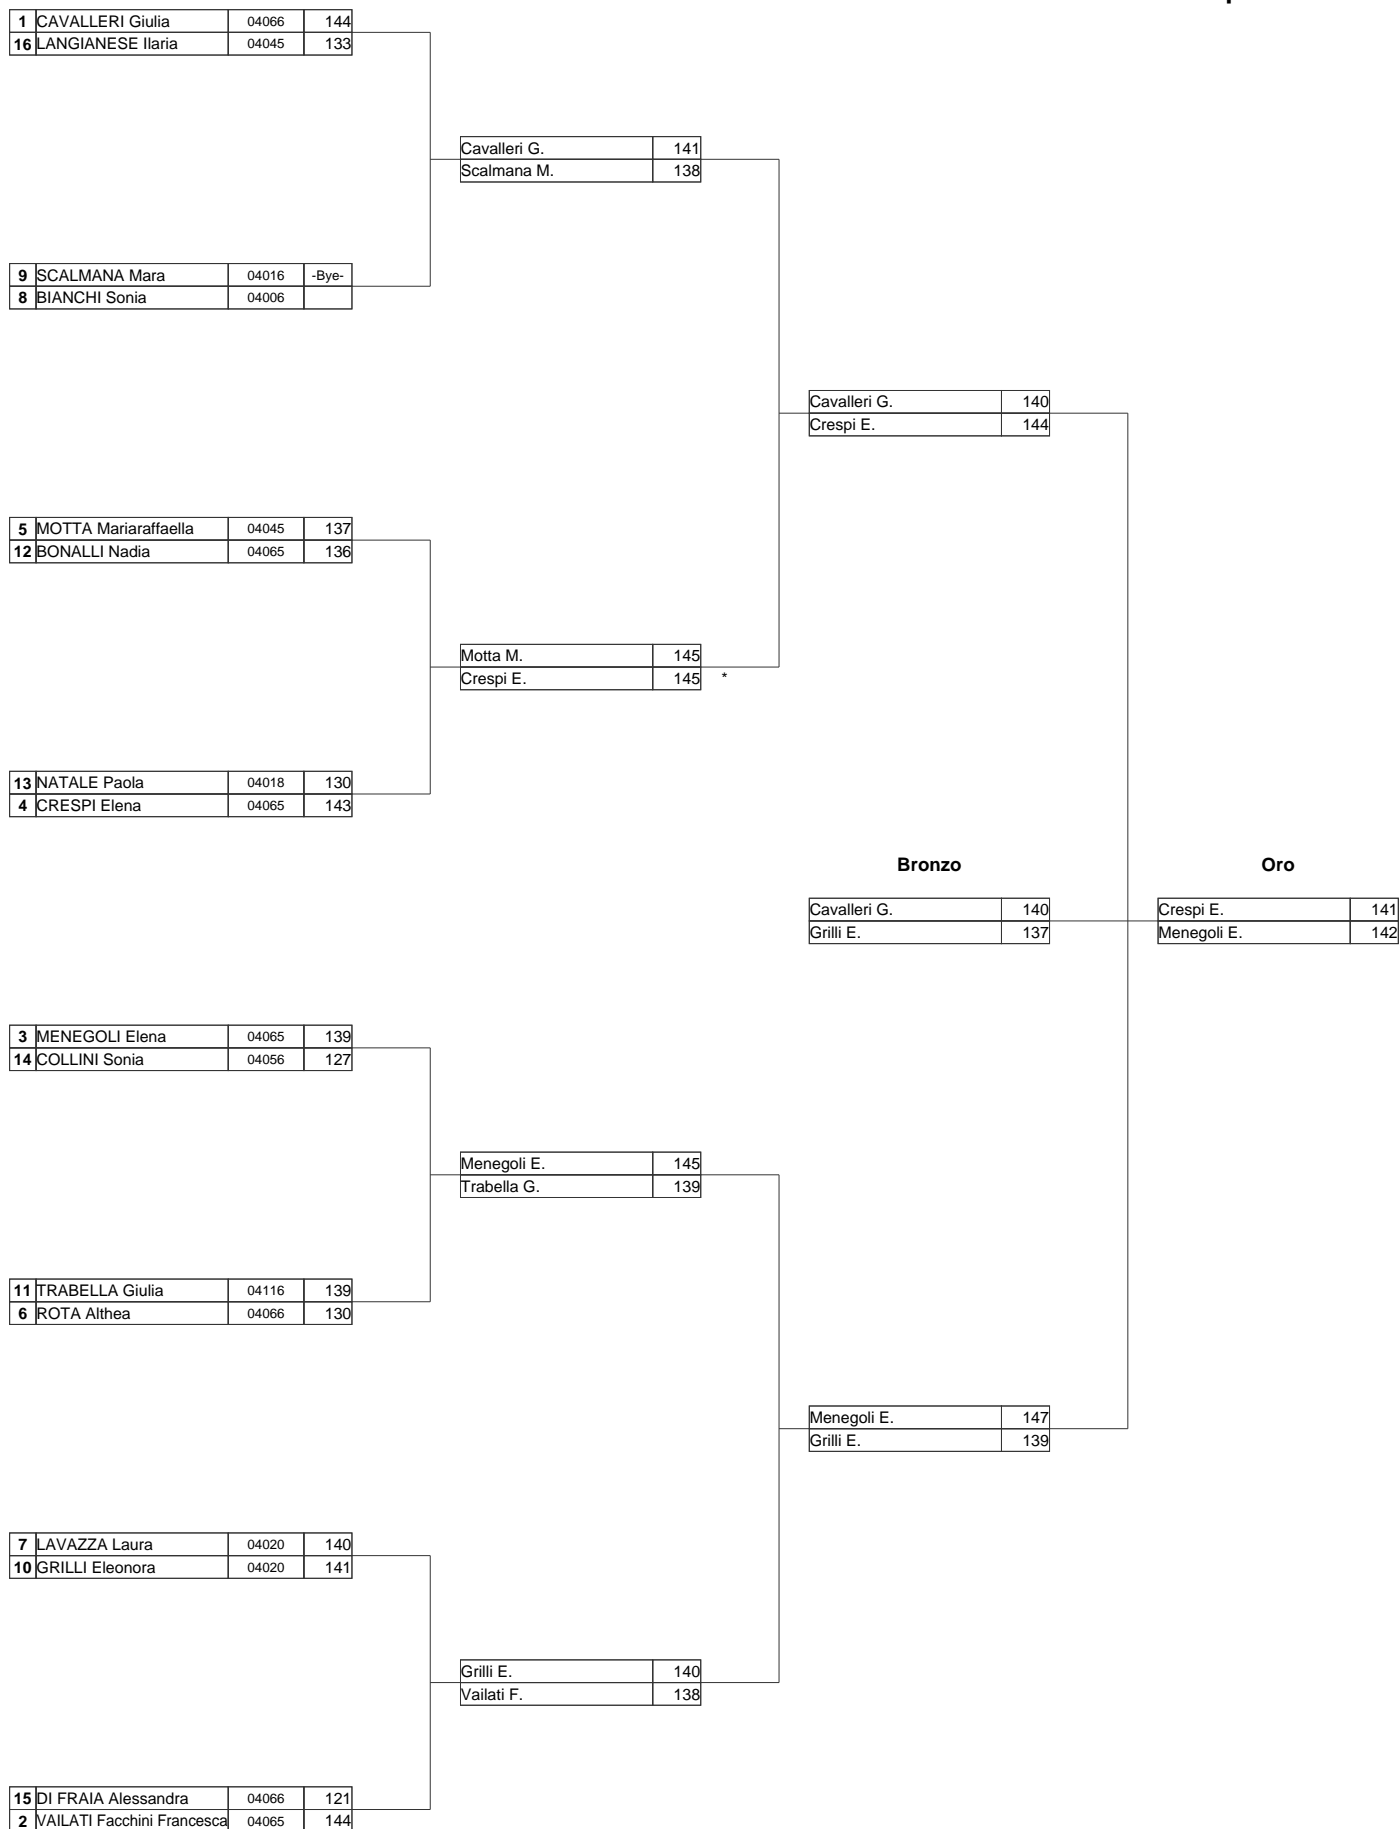 1 CAVALLERI Giulia 04066 144
16 LANGIANESE Ilaria 04045 133
Cavalleri G. 141
Scalmana M. 138
9 SCALMANA Mara 04016 -Bye-
8 BIANCHI Sonia 04006
Cavalleri G. 140
Crespi E. 144
5 MOTTA Mariaraffaella 04045 137
12 BONALLI Nadia 04065 136
Motta M. 145
Crespi E. 145 *
13 NATALE Paola 04018 130
4 CRESPI Elena 04065 143
Bronzo Oro
Cavalleri G. 140 Crespi E. 141
Grilli E. 137 Menegoli E. 142
3 MENEGOLI Elena 04065 139
14 COLLINI Sonia 04056 127
Menegoli E. 145
Trabella G. 139
11 TRABELLA Giulia 04116 139
6 ROTA Althea 04066 130
Menegoli E. 147
Grilli E. 139
7 LAVAZZA Laura 04020 140
10 GRILLI Eleonora 04020 141
Grilli E. 140
Vailati F. 138
15 DI FRAIA Alessandra 04066 121
2 VAILATI Facchini Francesca 04065 144